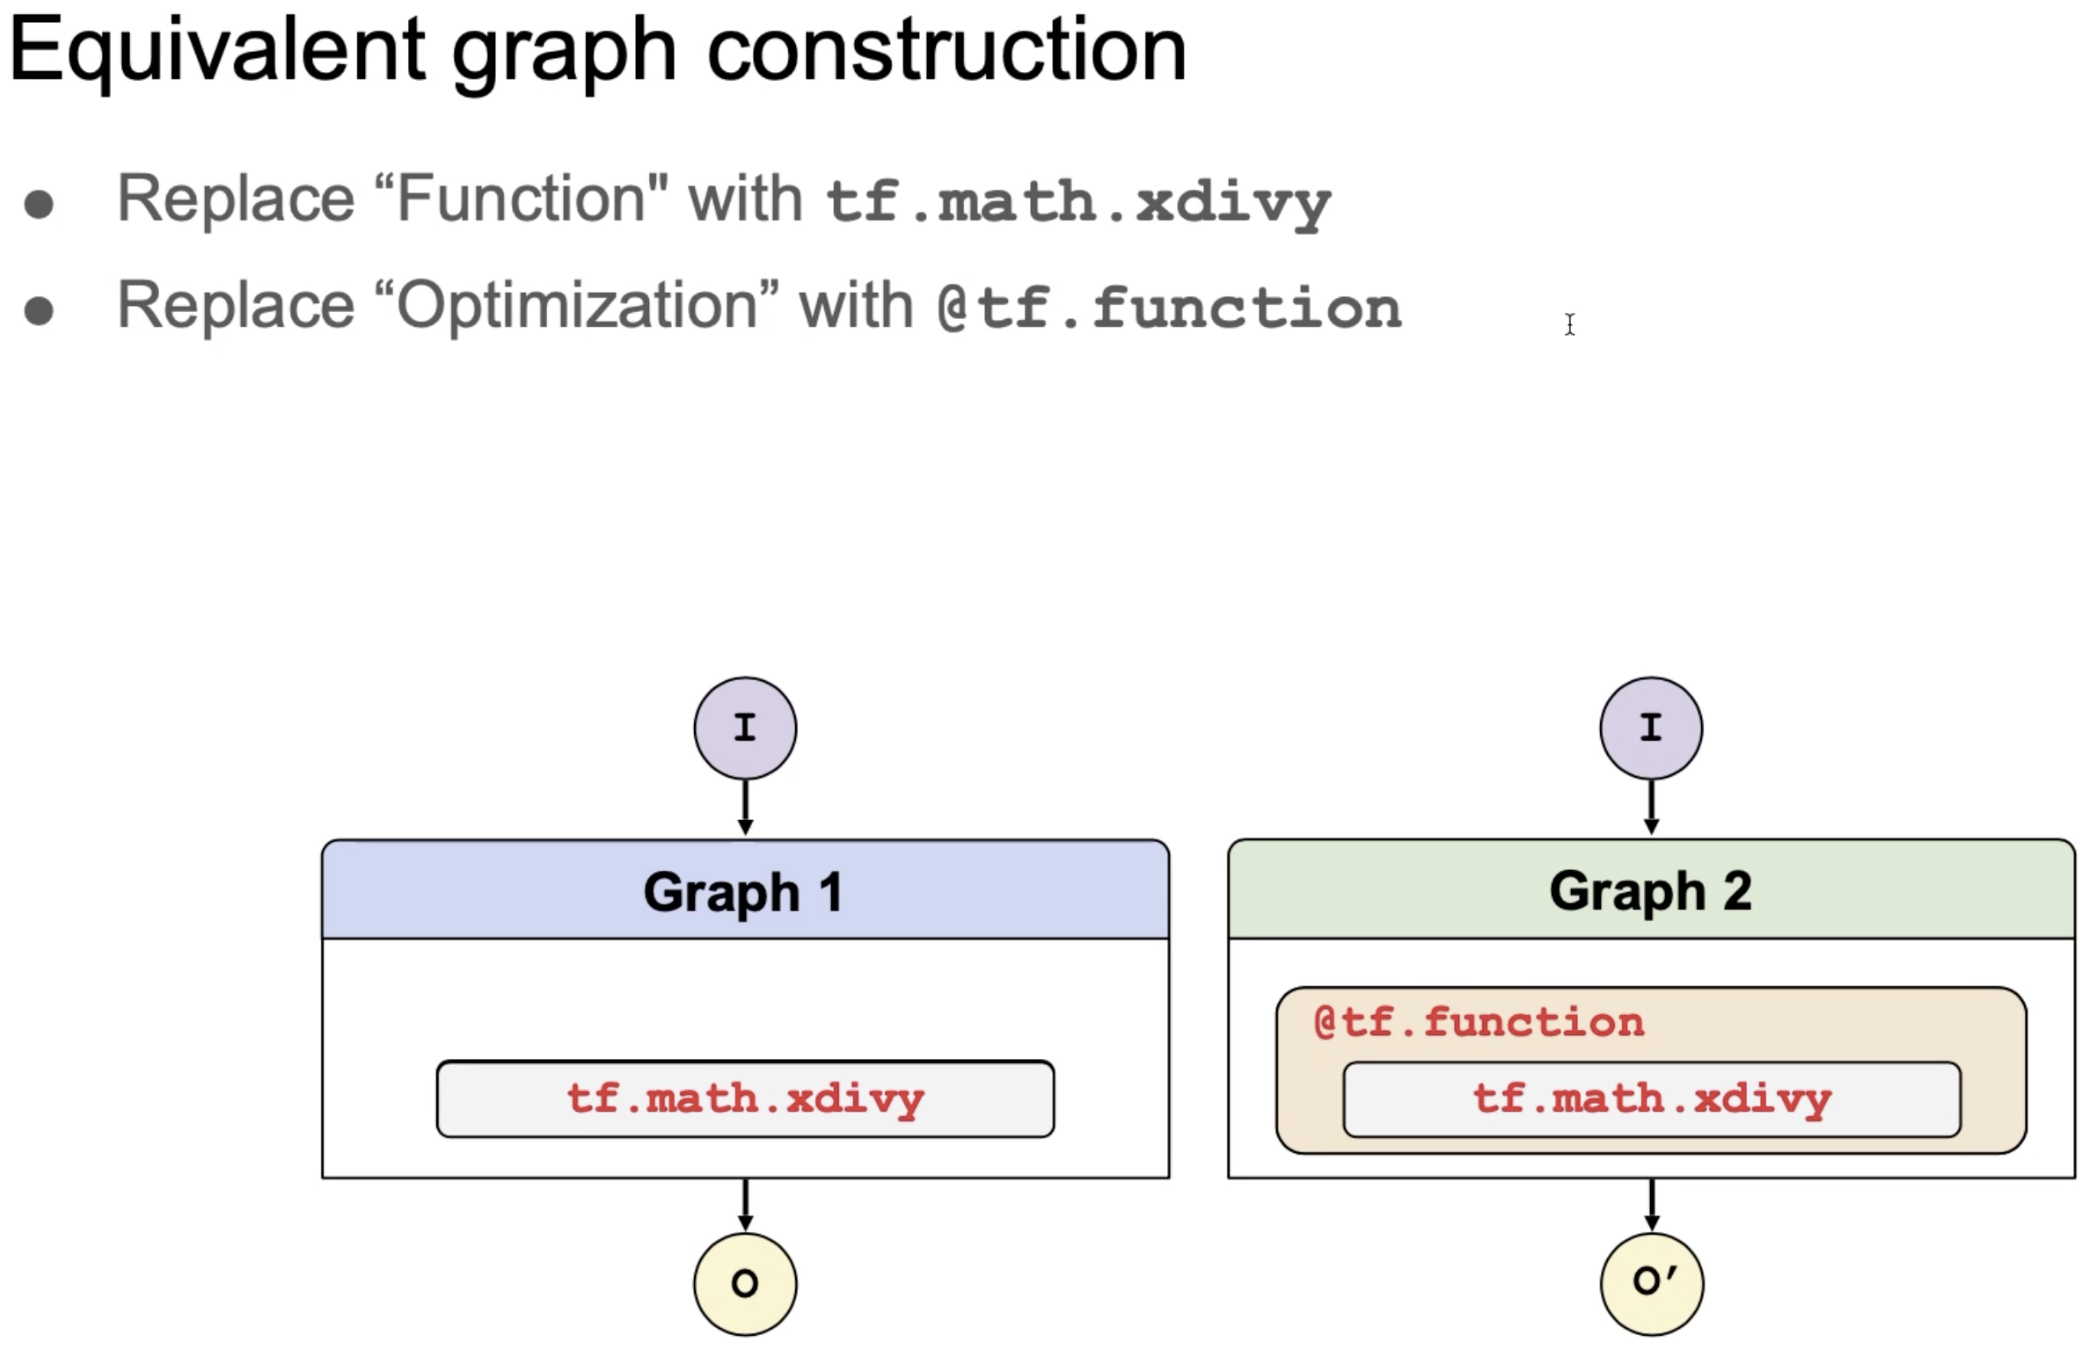 Equivalent graph construction
● Replace “Function" with tf.math.xdivy
● Replace “Optimization” with @tf.function
I
I
Graph 1
Graph 2
@tf.function
tf.math.xdivy
tf.math.xdivy
O
O’